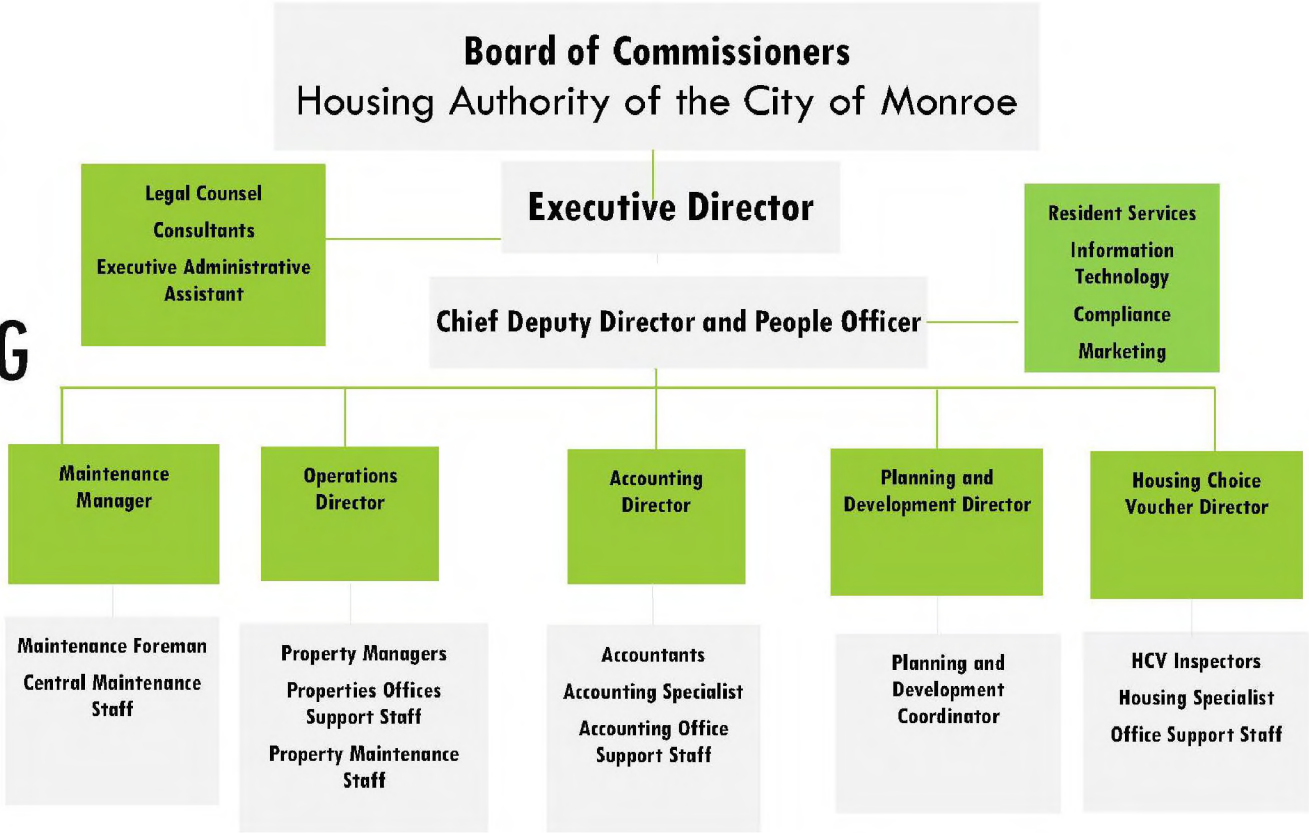 Board of Commissioners
Housing Authority of the City of Monroe
Legal Counsel
Consultants
Executive Administrative
Assistant
Executive Director
Resident Services
Information
Technology
Compliance
Marketing
Chief Deputy Director and People Officer
G
Maintenance
Manager
Operations
Director
Accounting
Director
Planning and
Development Director
Housing Choice
Voucher Director
Maintenance Foreman
Central Maintenance
Staff
Property Managers
Properties Offices
Support Staff
Property Maintenance
Staff
Accountants
Accounting Specialist
Accounting Office
Support Staff
Planning and
Development
Coordinator
HCV Inspectors
Housing Specialist
Office Support Staff